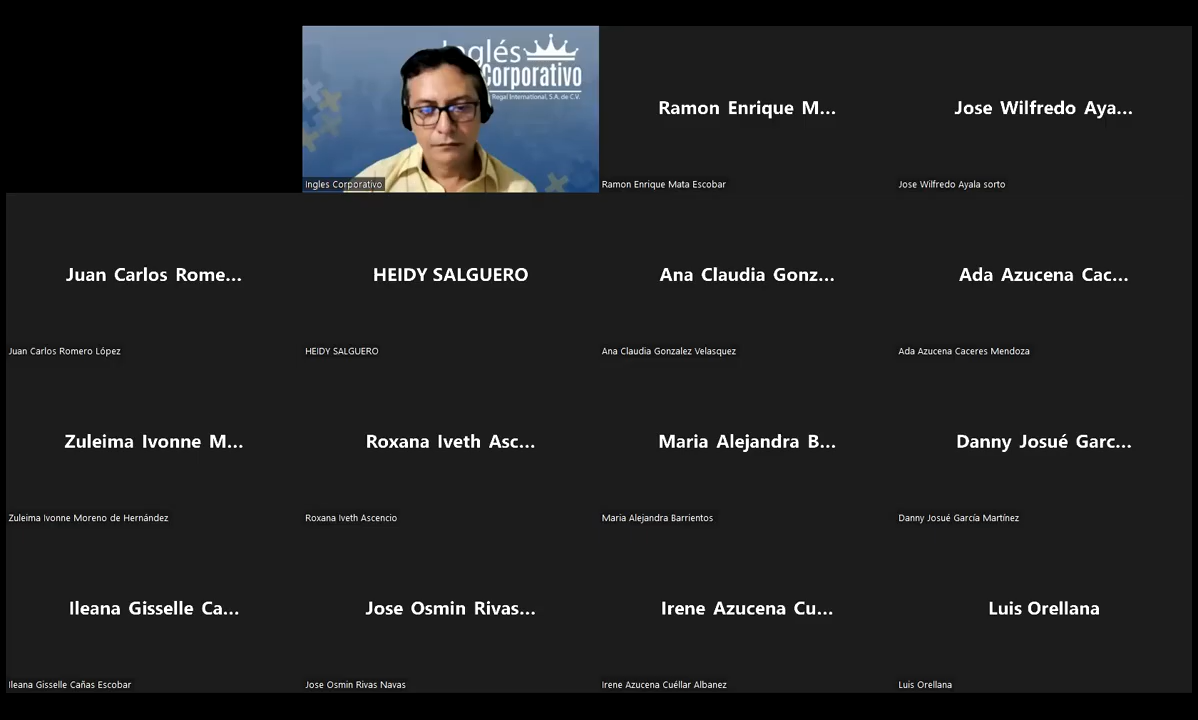 Inglés
Corporativo
Regal International, S.A. de C.V.
Ingles Corporativo
Ramon Enrique M...
Ramon Enrique Mata Escobar
Jose Wilfredo Aya...
Jose Wilfredo Ayala sorto
Juan Carlos Rome...
Juan Carlos Romero López
HEIDY SALGUERO
HEIDY SALGUERO
Ana Claudia Gonz...
Ana Claudia Gonzalez Velasquez
Ada Azucena Cac...
Ada Azucena Caceres Mendoza
Zuleima Ivonne M...
Zuleima Ivonne Moreno de Hernández
Roxana Iveth Asc...
Roxana Iveth Ascencio
Maria Alejandra B...
Maria Alejandra Barrientos
Danny Josué Garc...
Danny Josué García Martínez
Ileana Gisselle Ca...
Ileana Gisselle Cañas Escobar
Jose Osmin Rivas...
Jose Osmin Rivas Navas
Irene Azucena Cu...
Irene Azucena Cuéllar Albanez
Luis Orellana
Luis Orellana